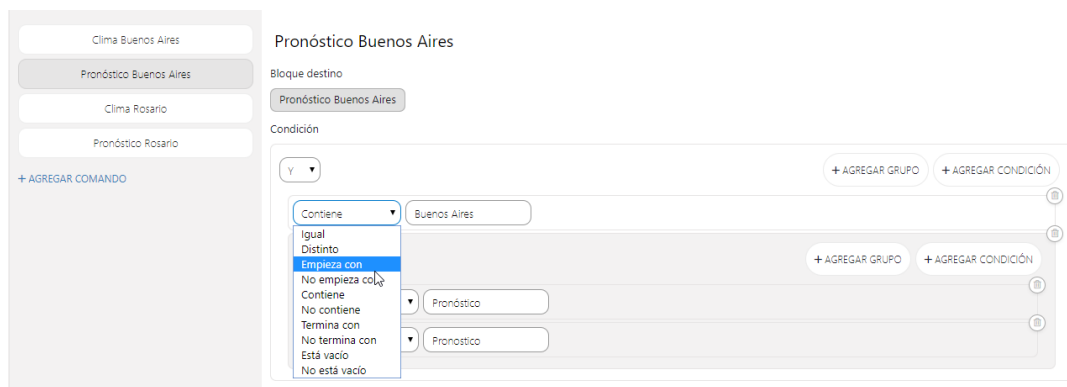 Clima Buenos Aires
Pronóstico Buenos Aires
Clima Rosario
Pronóstico Rosario
+ AGREGAR COMANDO
Pronóstico Buenos Aires
Bloque destino
Pronóstico Buenos Aires
Condición
Y
+ AGREGAR GRUPO
+ AGREGAR CONDICIÓN
Contiene
Buenos Aires
Igual
Distinto
Empieza con
No empieza con
Contiene
No contiene
Termina con
No termina con
Está vacío
No está vacío
+ AGREGAR GRUPO
+ AGREGAR CONDICIÓN
Pronóstico
Pronostico